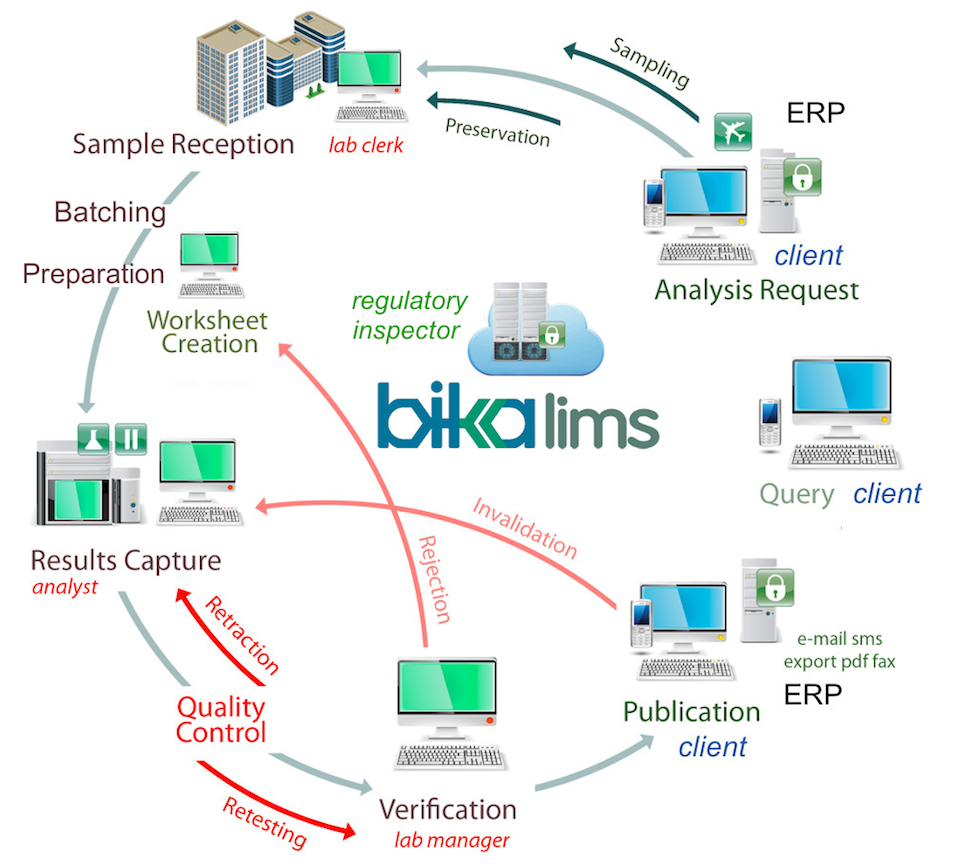 Sampling
ERP
Preservation
Sample Reception
lab clerk
client
Analysis Request
Batching
Preparation
Worksheet
Creation
regulatory
inspector
bika lims
Query client
Invalidation
Rejection
Results Capture
analyst
Retraction
Quality
Control
Retesting
Verification
lab manager
e-mail sms
export pdf fax
ERP
Publication
client